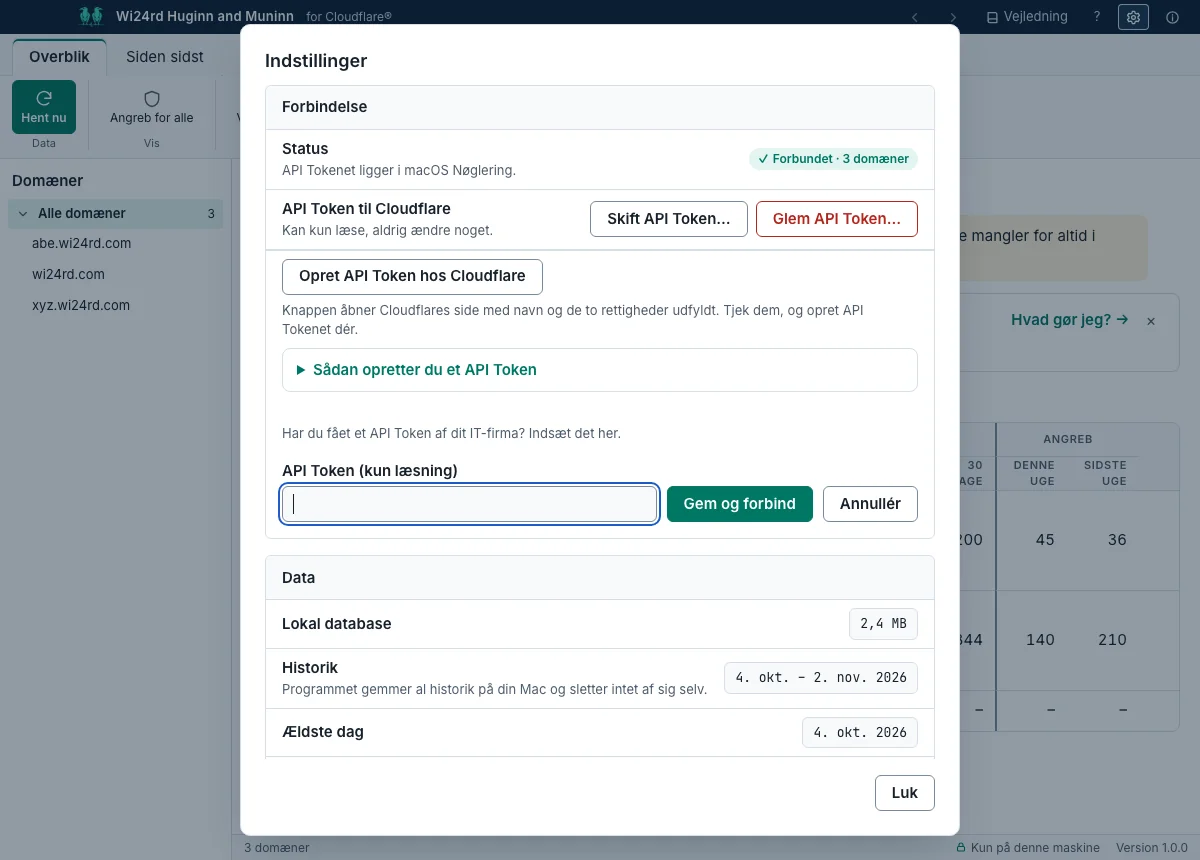 Wi24rd Huginn and Muninn for Cloudflare®
Vejledning ?
Overblik Siden sidst
Hent nu
Data
Angreb for alle
Vis
Domæner
Alle domæner 3
abe.wi24rd.com
wi24rd.com
xyz.wi24rd.com
Indstillinger
Forbindelse
Status
API Tokenet ligger i macOS Nøglering.
✓ Forbundet · 3 domæner
API Token til Cloudflare
Kan kun læse, aldrig ændre noget.
Skift API Token...
Glem API Token...
Opret API Token hos Cloudflare
Knappen åbner Cloudflares side med navn og de to rettigheder udfyldt. Tjek dem, og opret API
Tokenet dér.
Sådan opretter du et API Token
Har du fået et API Token af dit IT-firma? Indsæt det her.
API Token (kun læsning)
Gem og forbind
Annullér
Data
Lokal database
2,4 MB
Historik
Programmet gemmer al historik på din Mac og sletter intet af sig selv.
4. okt. – 2. nov. 2026
Ældste dag
4. okt. 2026
Luk
e mangler for altid i
Hvad gør jeg? → ×
ANGREB
30 DENNE SIDSTE
UGE UGE
45 36
140 210
– – –
3 domæner
Kun på denne maskine Version 1.0.0